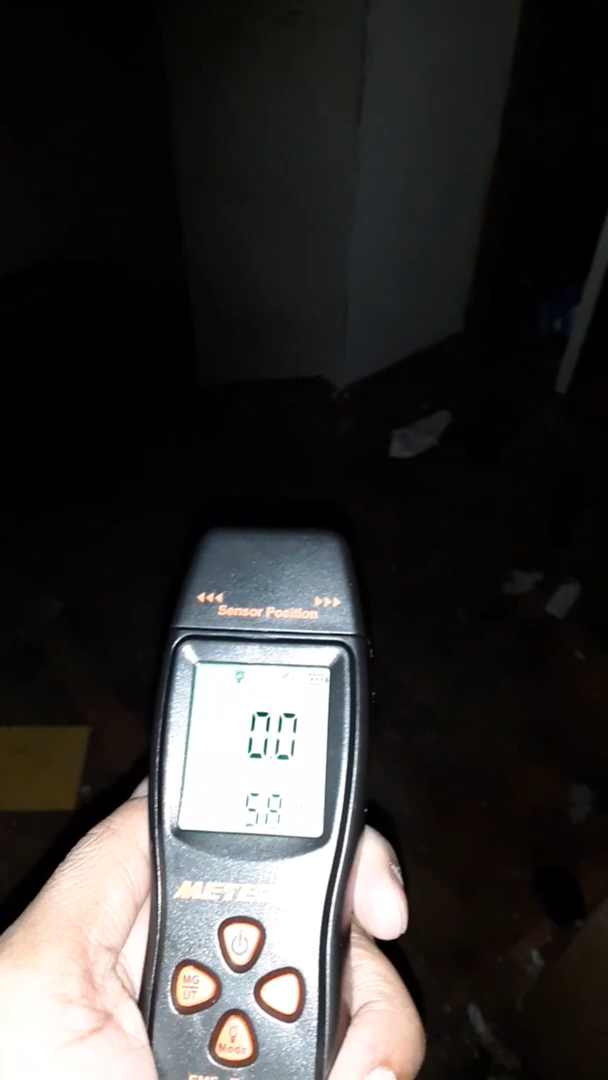 ◄◄◄ ►►►
Sensor Position
0.0
58
METE
MG
UT
Mode